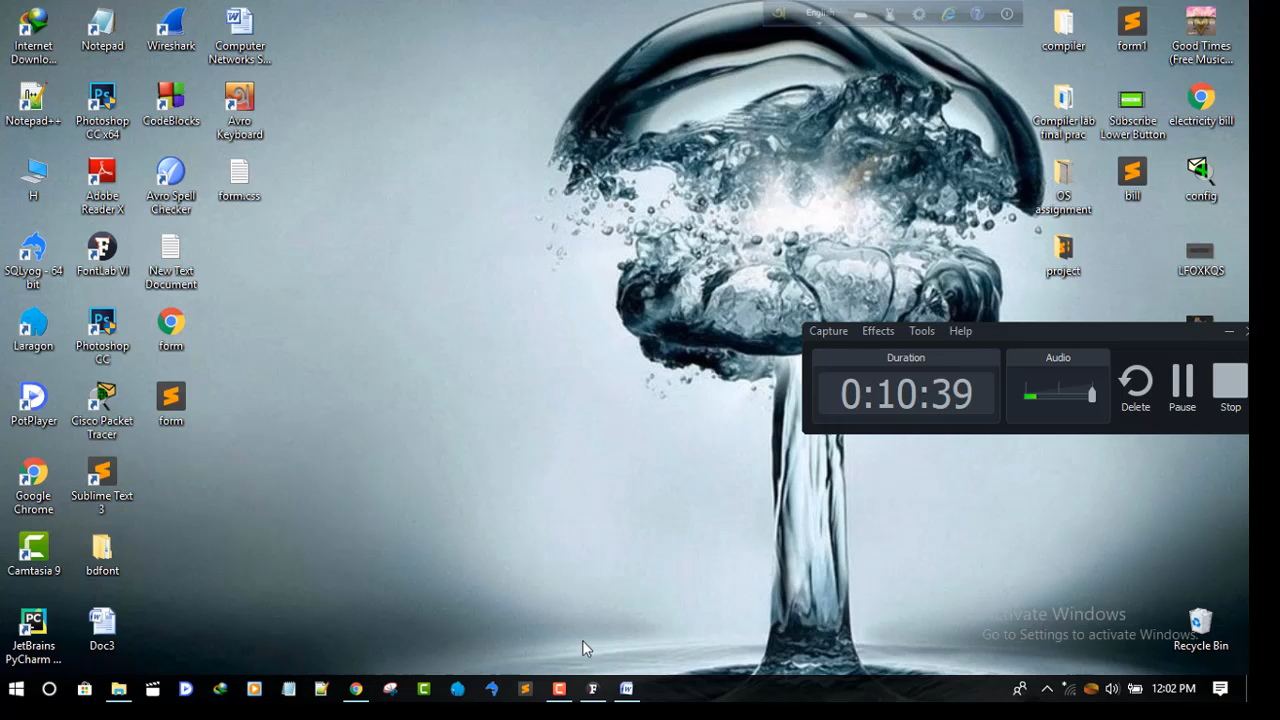 অ
English
Internet
Downlo...
Notepad
Wireshark
Computer
Networks S...
Notepad++
Photoshop
CC x64
CodeBlocks
Avro
Keyboard
H
Adobe
Reader X
Avro Spell
Checker
form.css
SQLyog - 64
bit
FontLab VI
New Text
Document
Laragon
Photoshop
CC
form
PotPlayer
Cisco Packet
Tracer
form
Google
Chrome
Sublime Text
3
Camtasia 9
bdfont
JetBrains
PyCharm ...
Doc3
compiler
form1
Good Times
(Free Music...
Compiler lab
final prac
Subscribe
Lower Button
electricity bill
OS
assignment
bill
config
project
LFOXKQS
Capture Effects Tools Help
Duration
Audio
0:10:39
Delete
Pause
Stop
Activate Windows
Go to Settings to activate Windows.
Recycle Bin
12:02 PM